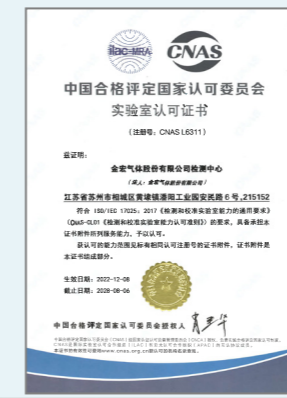 ilac-MRA
CNAS
中国合格评定国家认可委员会
实验室认可证书
(注册号：CNAS L6311)
兹证明：
金宏气体股份有限公司检测中心
(法人：金宏气体股份有限公司)
江苏省苏州市相城区黄埭镇潘阳工业园安民路6号,215152
符合 ISO/IEC 17025：2017《检测和校准实验室能力的通用要求》
(CNAS-CL01《检测和校准实验室能力认可准则》)的要求，具备承担本
证书附件所列服务能力，予以认可。
获认可的能力范围见标有相同认可注册号的证书附件，证书附件是
本证书组成部分。
生效日期：2022-12-08
截止日期：2028-08-06
中国合格评定国家认可委员会授权人